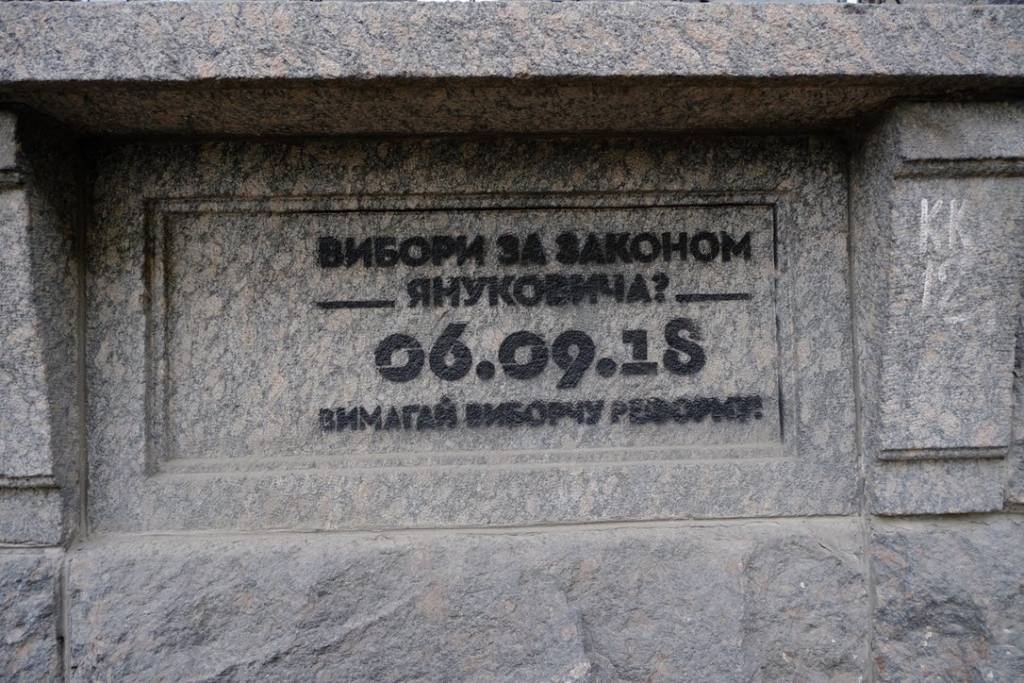 ВИБОРИ ЗА ЗАКОНОМ
ЯНУКОВИЧА?
06.09.18
ВИМАГАЙ ВИБОРЧУ РЕФОРМУ!
КК
12